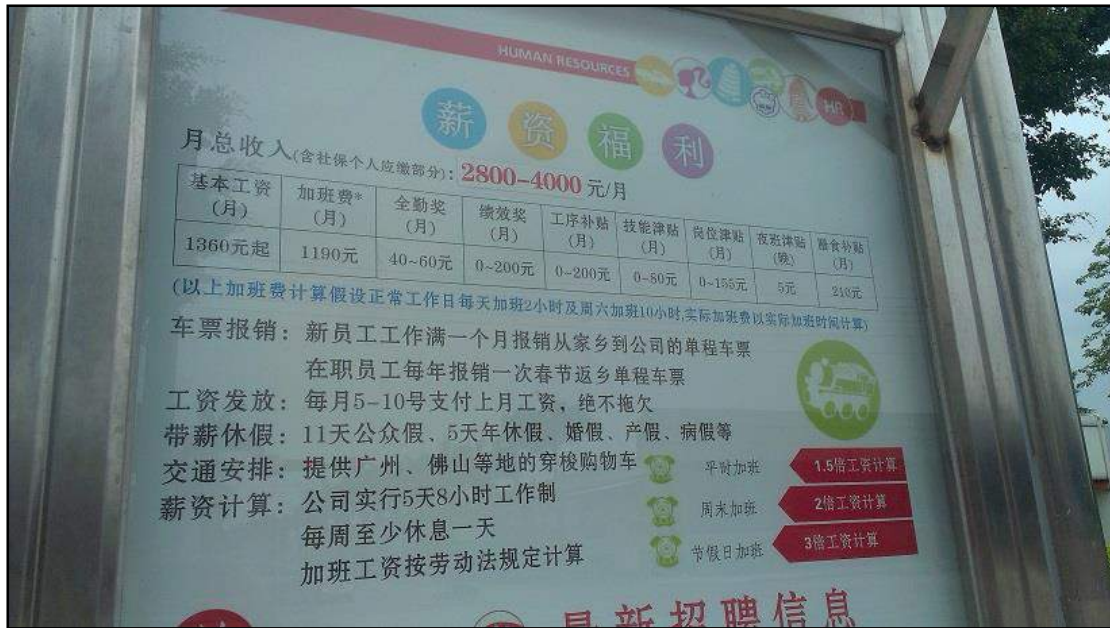 HUMAN RESOURCES
HR
薪资福利
月总收入(含社保个人应缴部分): 2800-4000 元/月
基本工资(月) 加班费*(月) 全勤奖(月) 绩效奖(月) 工序补贴(月) 技能津贴(月) 岗位津贴(月) 夜班津贴(晚) 膳食补贴(月)
1360元起 1190元 40~60元 0~200元 0~200元 0~80元 0~155元 5元 210元
(以上加班费计算假设正常工作日每天加班2小时及周六加班10小时,实际加班费以实际加班时间计算)
车票报销: 新员工工作满一个月报销从家乡到公司的单程车票
在职员工每年报销一次春节返乡单程车票
工资发放: 每月5-10号支付上月工资, 绝不拖欠
带薪休假: 11天公众假、5天年休假、婚假、产假、病假等
交通安排: 提供广州、佛山等地的穿梭购物车
薪资计算: 公司实行5天8小时工作制
每周至少休息一天
加班工资按劳动法规定计算
平时加班 1.5倍工资计算
周末加班 2倍工资计算
节假日加班 3倍工资计算
最新招聘信息